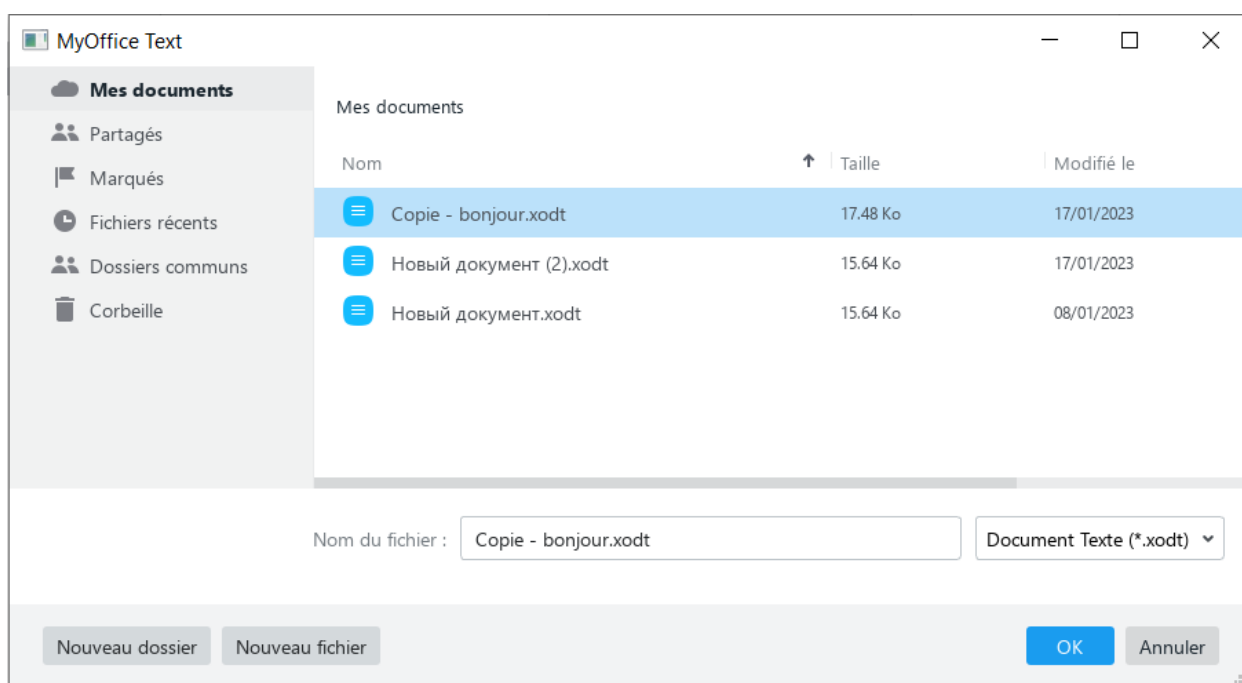 MyOffice Text
Mes documents
Partagés
Marqués
Fichiers récents
Dossiers communs
Corbeille
Mes documents
Nom Taille Modifié le
Copie - bonjour.xodt 17.48 Ko 17/01/2023
Новый документ (2).xodt 15.64 Ko 17/01/2023
Новый документ.xodt 15.64 Ko 08/01/2023
Nom du fichier : Copie - bonjour.xodt Document Texte (*.xodt)
Nouveau dossier Nouveau fichier OK Annuler